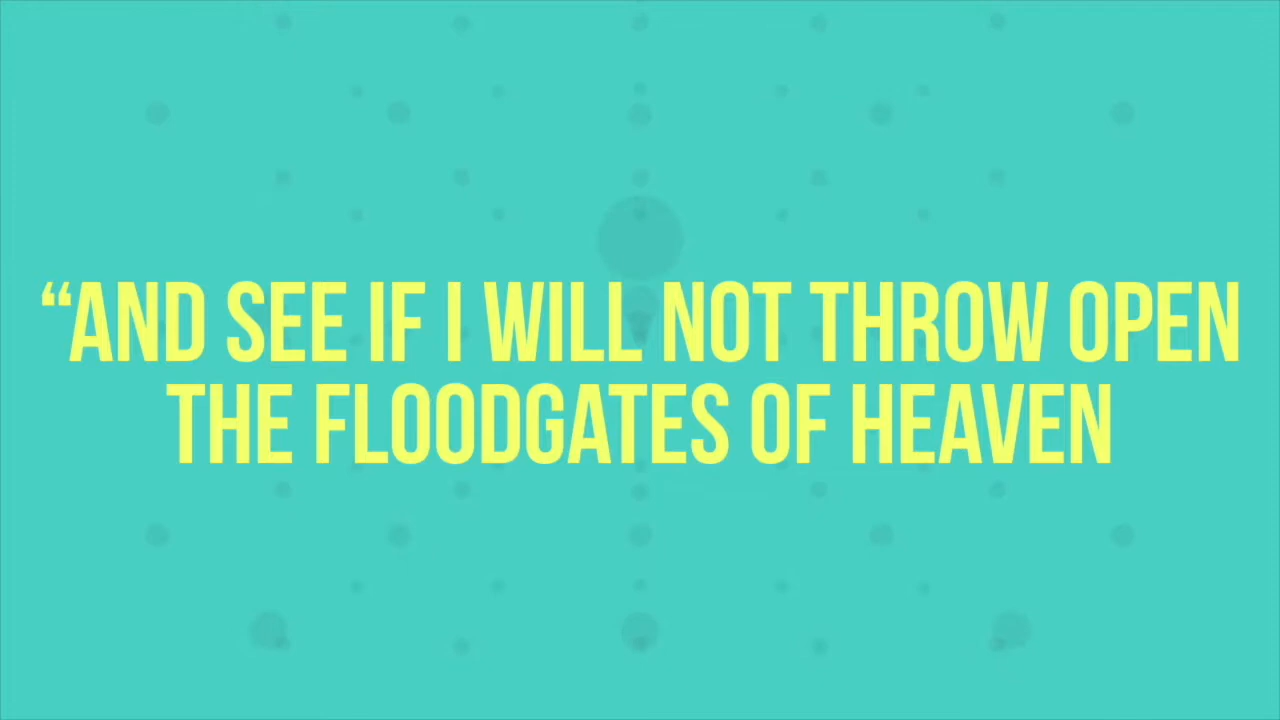 “AND SEE IF I WILL NOT THROW OPEN
THE FLOODGATES OF HEAVEN